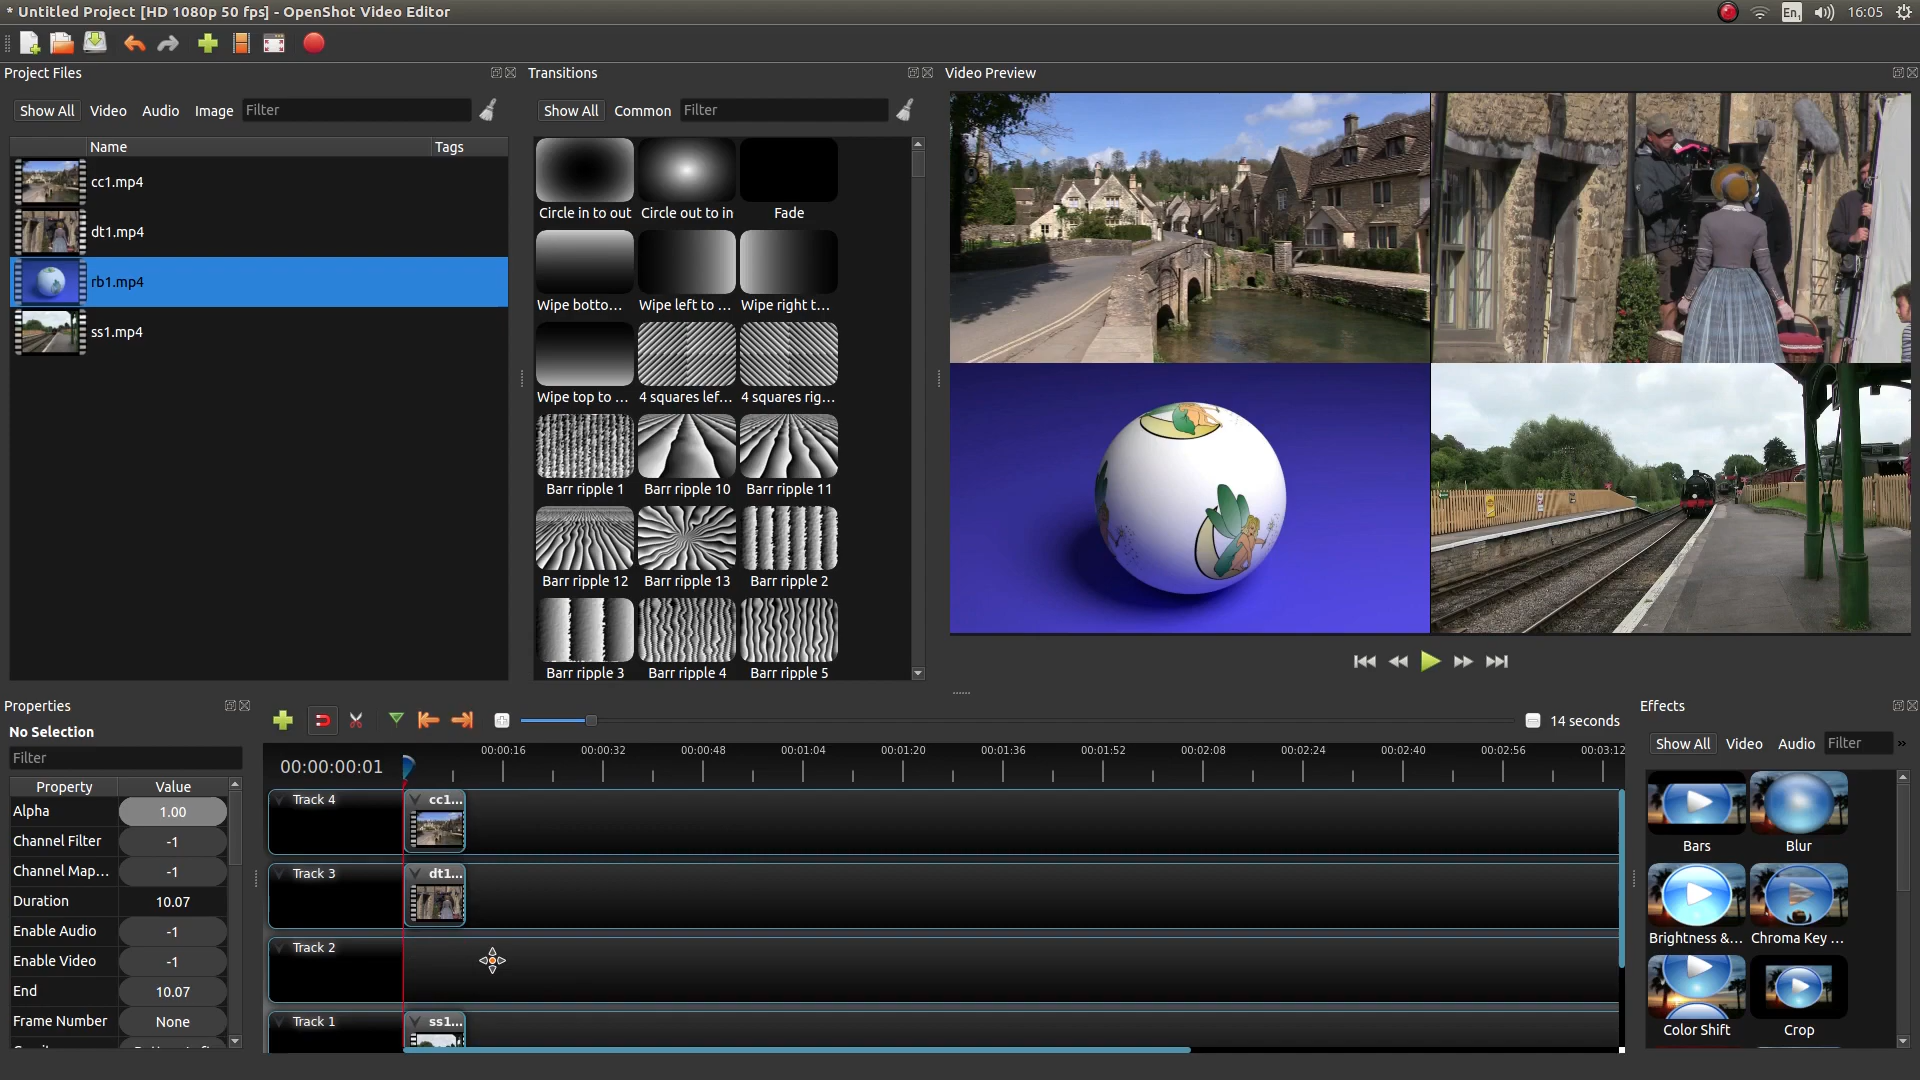 * Untitled Project [HD 1080p 50 fps] - OpenShot Video Editor
En1 16:05
Project Files
Show All Video Audio Image Filter
Name Tags
cc1.mp4
dt1.mp4
rb1.mp4
ss1.mp4
Transitions
Show All Common Filter
Circle in to out Circle out to in Fade
Wipe botto... Wipe left to ... Wipe right t...
Wipe top to ... 4 squares lef... 4 squares rig...
Barr ripple 1 Barr ripple 10 Barr ripple 11
Barr ripple 12 Barr ripple 13 Barr ripple 2
Barr ripple 3 Barr ripple 4 Barr ripple 5
Video Preview
Properties
No Selection
Filter
Property Value
Alpha 1.00
Channel Filter -1
Channel Map... -1
Duration 10.07
Enable Audio -1
Enable Video -1
End 10.07
Frame Number None
14 seconds
00:00:00:01
00:00:16 00:00:32 00:00:48 00:01:04 00:01:20 00:01:36 00:01:52 00:02:08 00:02:24 00:02:40 00:02:56 00:03:12
Track 4 cc1...
Track 3 dt1...
Track 2
Track 1 ss1...
Effects
Show All Video Audio Filter »
Bars Blur
Brightness &... Chroma Key ...
Color Shift Crop